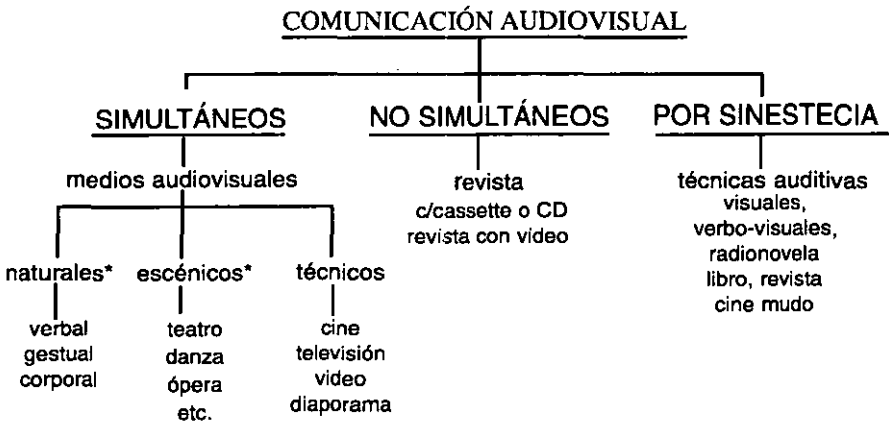 COMUNICACIÓN AUDIOVISUAL
SIMULTÁNEOS
NO SIMULTÁNEOS
POR SINESTECIA
medios audiovisuales
naturales*
escénicos*
técnicos
verbal
gestual
corporal
teatro
danza
ópera
etc.
cine
televisión
video
diaporama
revista
c/cassette o CD
revista con video
técnicas auditivas
visuales,
verbo-visuales,
radionovela
libro, revista
cine mudo